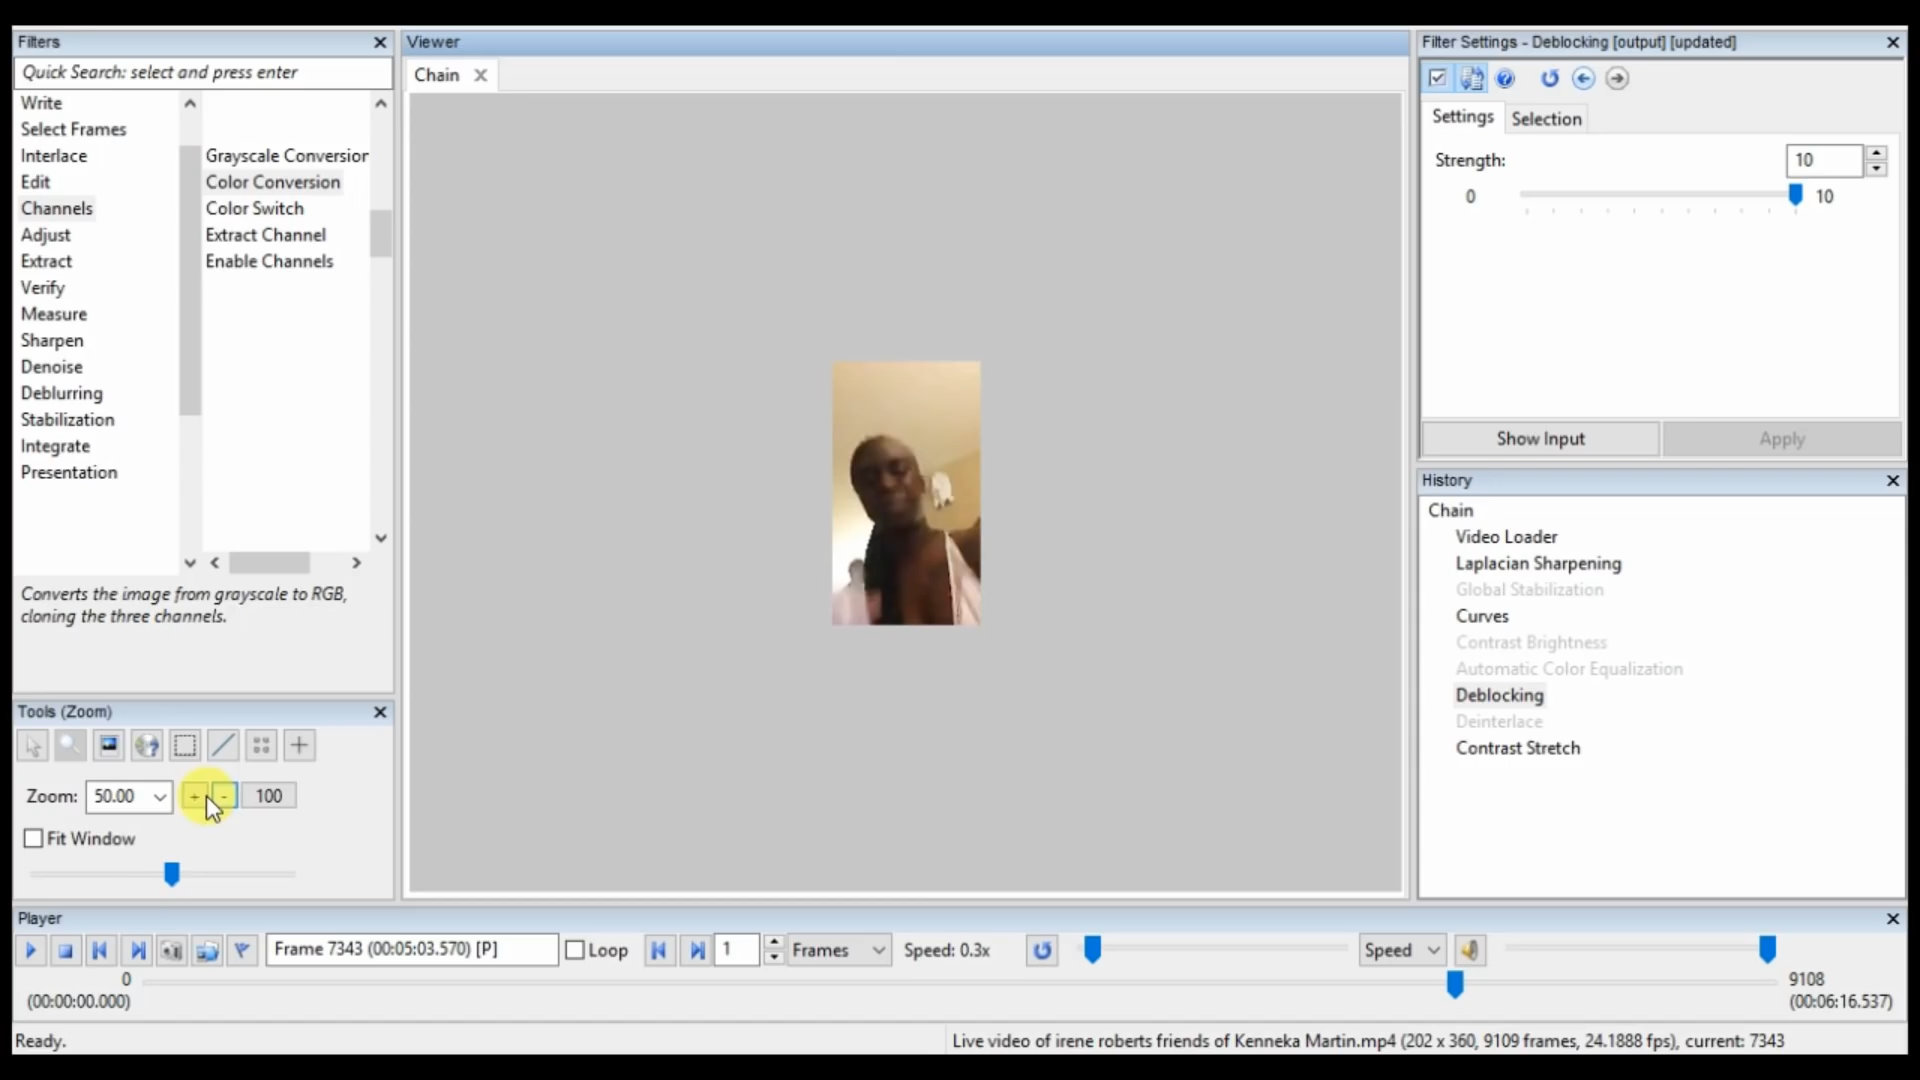 Filters
Quick Search: select and press enter
Write
Select Frames
Interlace
Edit
Channels
Adjust
Extract
Verify
Measure
Sharpen
Denoise
Deblurring
Stabilization
Integrate
Presentation
Grayscale Conversion
Color Conversion
Color Switch
Extract Channel
Enable Channels
Converts the image from grayscale to RGB,
cloning the three channels.
Tools (Zoom)
Zoom: 50.00 + - 100
Fit Window
Viewer
Chain
Filter Settings - Deblocking [output] [updated]
Settings Selection
Strength: 10
0 10
Show Input Apply
History
Chain
Video Loader
Laplacian Sharpening
Global Stabilization
Curves
Contrast Brightness
Automatic Color Equalization
Deblocking
Deinterlace
Contrast Stretch
Player
Frame 7343 (00:05:03.570) [P] Loop 1 Frames Speed: 0.3x Speed
0 9108
(00:00:00.000) (00:06:16.537)
Ready. Live video of irene roberts friends of Kenneka Martin.mp4 (202 x 360, 9109 frames, 24.1888 fps), current: 7343